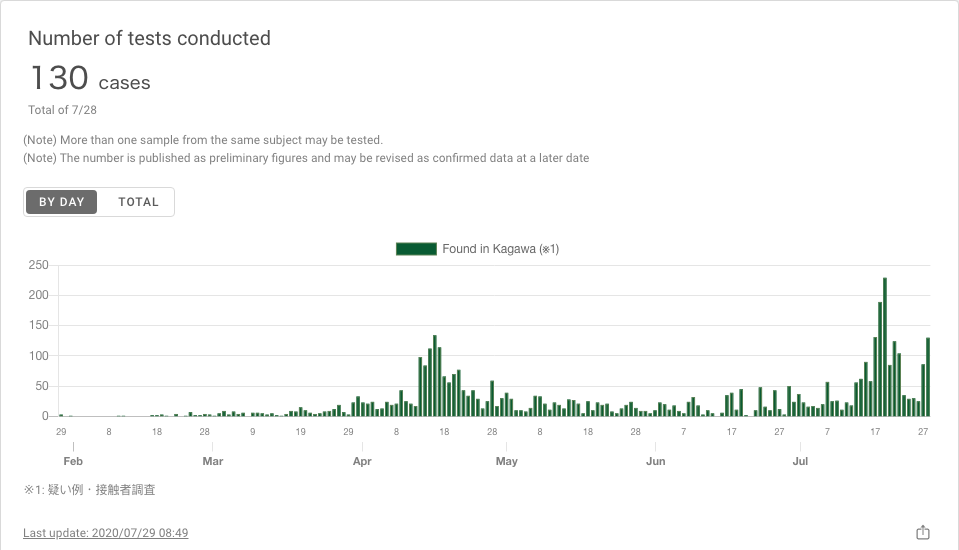 Number of tests conducted
130 cases
Total of 7/28
(Note) More than one sample from the same subject may be tested.
(Note) The number is published as preliminary figures and may be revised as confirmed data at a later date
BY DAY TOTAL
Found in Kagawa (※1)
250
200
150
100
50
0
29 8 18 28 9 19 29 8 18 28 8 18 28 7 17 27 7 17 27
Feb Mar Apr May Jun Jul
※1: 疑い例・接触者調査
Last update: 2020/07/29 08:49